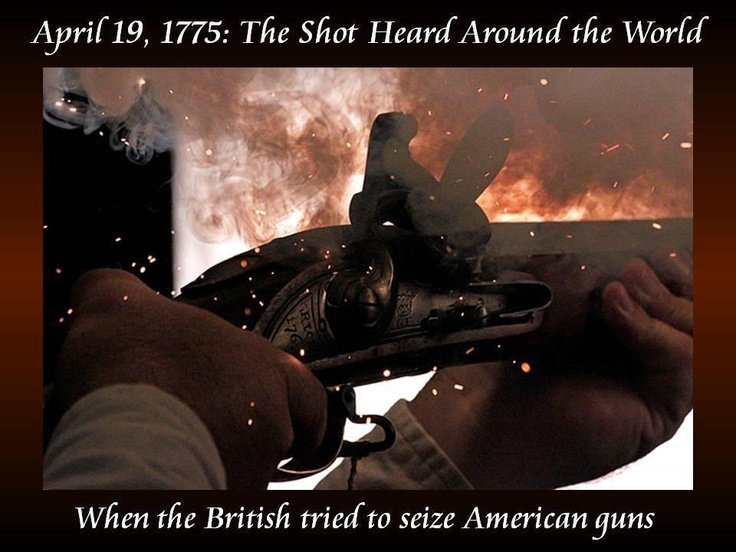 April 19, 1775: The Shot Heard Around the World
When the British tried to seize American guns